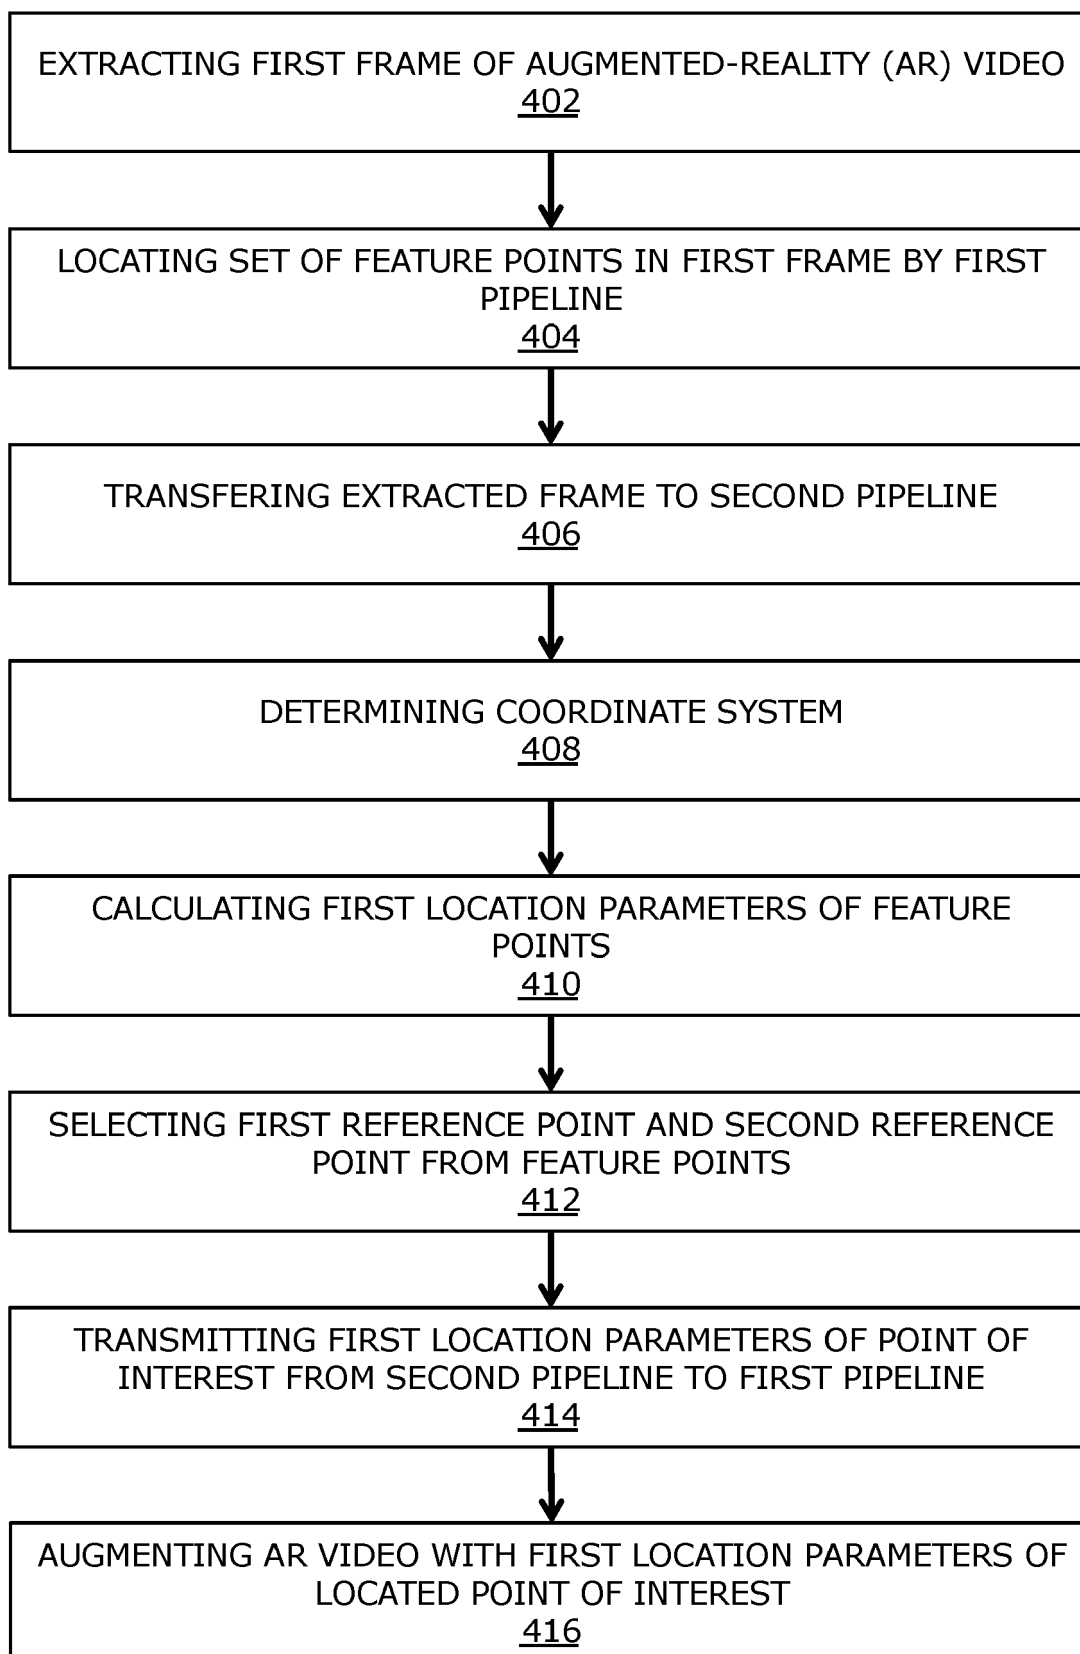 EXTRACTING FIRST FRAME OF AUGMENTED-REALITY (AR) VIDEO
402
LOCATING SET OF FEATURE POINTS IN FIRST FRAME BY FIRST
PIPELINE
404
TRANSFERING EXTRACTED FRAME TO SECOND PIPELINE
406
DETERMINING COORDINATE SYSTEM
408
CALCULATING FIRST LOCATION PARAMETERS OF FEATURE
POINTS
410
SELECTING FIRST REFERENCE POINT AND SECOND REFERENCE
POINT FROM FEATURE POINTS
412
TRANSMITTING FIRST LOCATION PARAMETERS OF POINT OF
INTEREST FROM SECOND PIPELINE TO FIRST PIPELINE
414
AUGMENTING AR VIDEO WITH FIRST LOCATION PARAMETERS OF
LOCATED POINT OF INTEREST
416